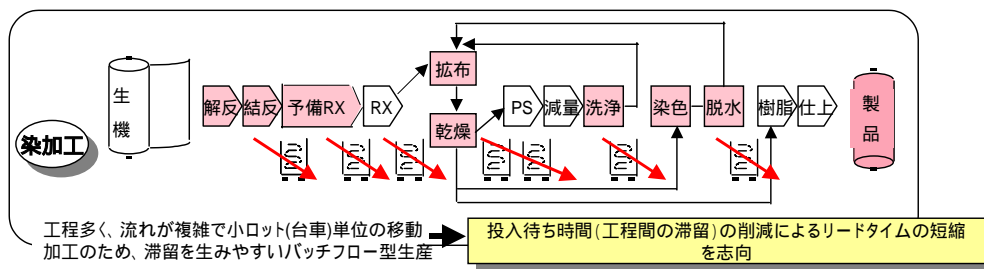 拡布
生
機
解反
結反
予備RX
RX
乾燥
PS
減量
洗浄
染色
脱水
樹脂
仕上
製
品
染加工
工程多く、流れが複雑で小ロット(台車)単位の移動
加工のため、滞留を生みやすいバッチフロー型生産
投入待ち時間(工程間の滞留)の削減によるリードタイムの短縮
を志向